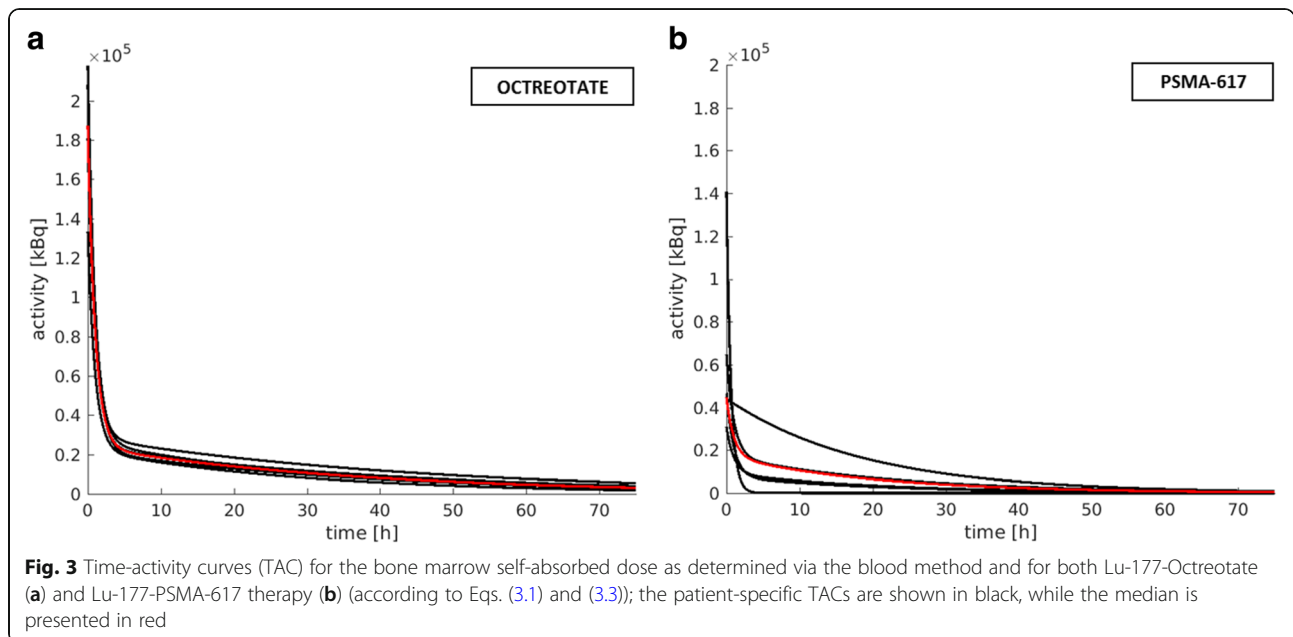 a
×10⁵
OCTREOTATE
2
1.8
1.6
1.4
1.2
1
0.8
0.6
0.4
0.2
0
activity [kBq]
0 10 20 30 40 50 60 70
time [h]
b
×10⁵
PSMA-617
2
1.8
1.6
1.4
1.2
1
0.8
0.6
0.4
0.2
0
activity [kBq]
0 10 20 30 40 50 60 70
time [h]
Fig. 3 Time-activity curves (TAC) for the bone marrow self-absorbed dose as determined via the blood method and for both Lu-177-Octreotate
(a) and Lu-177-PSMA-617 therapy (b) (according to Eqs. (3.1) and (3.3)); the patient-specific TACs are shown in black, while the median is
presented in red